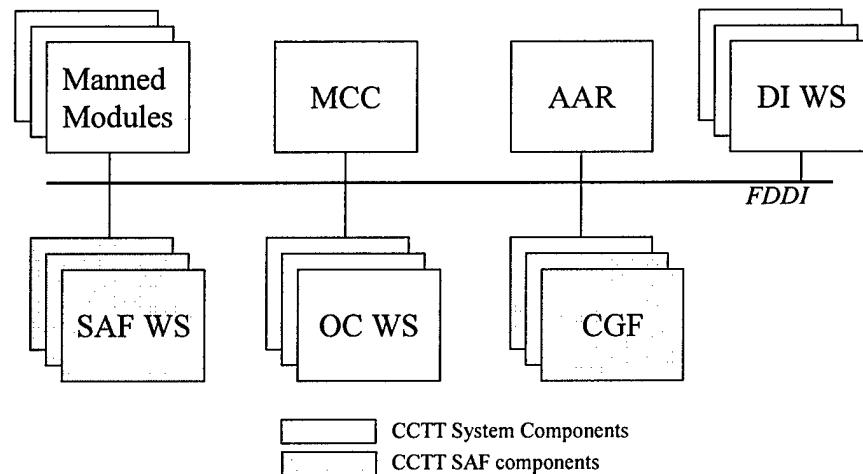 Manned
Modules
MCC
AAR
DI WS
FDDI
SAF WS
OC WS
CGF
CCTT System Components
CCTT SAF components